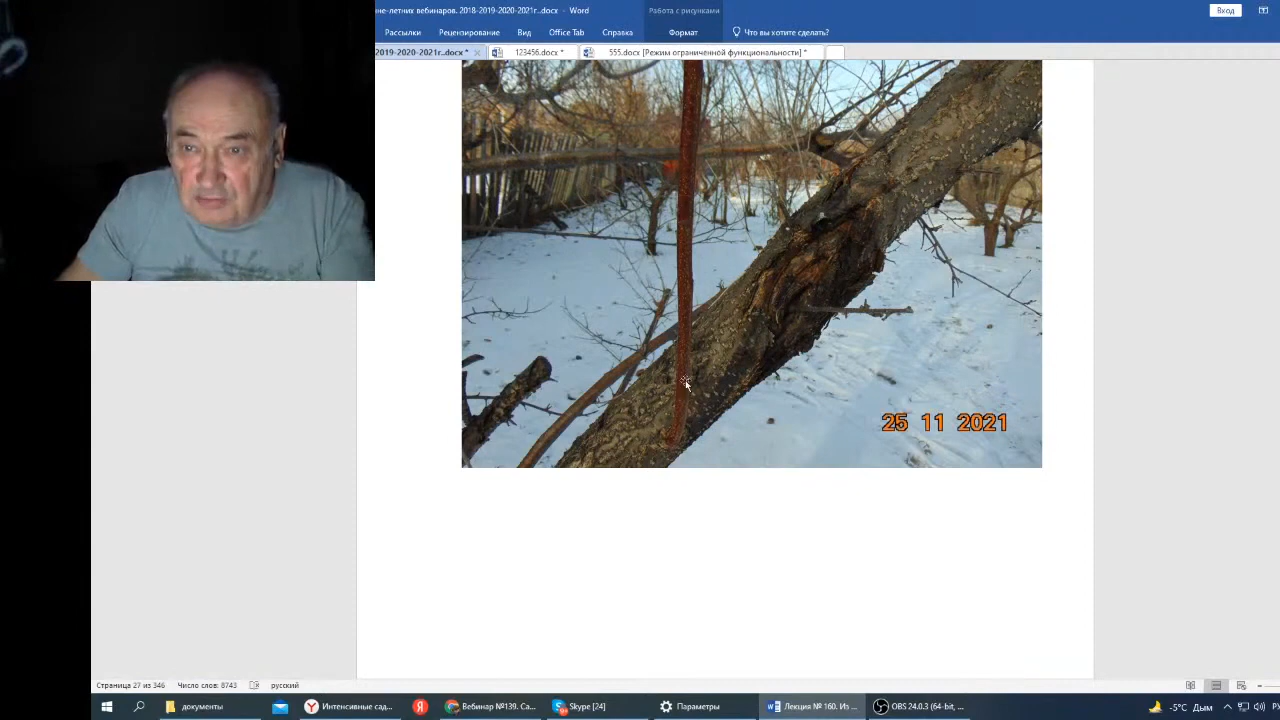 не-летних вебинаров. 2018-2019-2020-2021г..docx - Word
Работа с рисунками
Вход
Рассылки
Рецензирование
Вид
Office Tab
Справка
Формат
Что вы хотите сделать?
2019-2020-2021г..docx *
123456.docx *
555.docx [Режим ограниченной функциональности] *
25 11 2021
Страница 27 из 346
Число слов: 8743
русский
документы
Интенсивные сад...
Я
Вебинар №139. Са...
Skype [24]
Параметры
Лекция № 160. Из ...
OBS 24.0.3 (64-bit, ...
-5°C Дым